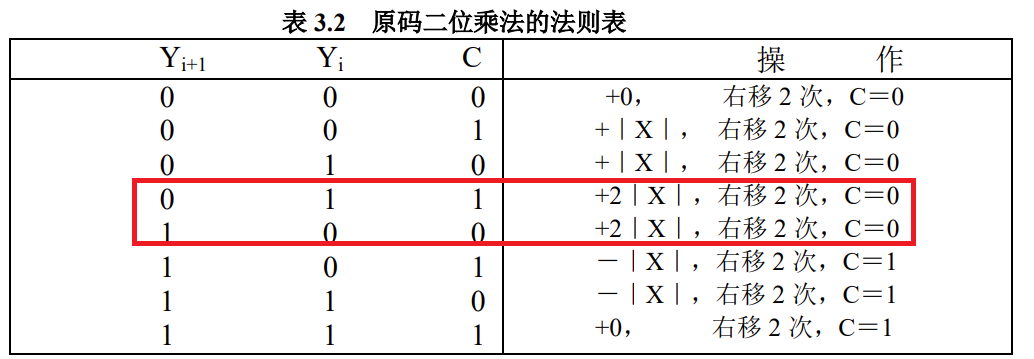 表 3.2 原码二位乘法的法则表
Yi+1 Yi C 操 作
0 0 0 +0， 右移 2 次，C＝0
0 0 1 +｜X｜， 右移 2 次，C＝0
0 1 0 +｜X｜， 右移 2 次，C＝0
0 1 1 +2｜X｜，右移 2 次，C＝0
1 0 0 +2｜X｜，右移 2 次，C＝0
1 0 1 －｜X｜，右移 2 次，C＝1
1 1 0 －｜X｜，右移 2 次，C＝1
1 1 1 +0， 右移 2 次，C＝1